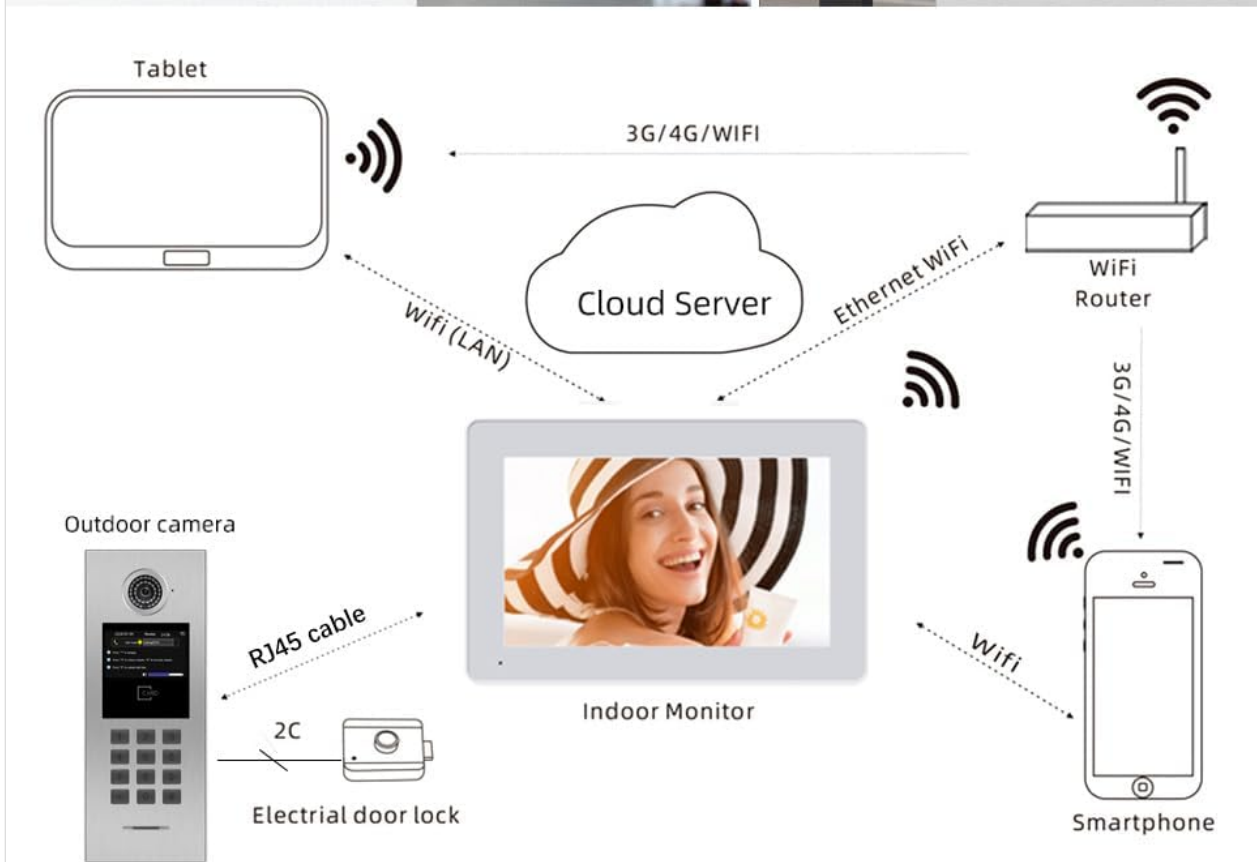 Tablet
3G/4G/WIFI
Cloud Server
Ethernet WiFi
WiFi
Router
Wifi (LAN)
3G/4G/WIFI
Outdoor camera
RJ45 cable
Wifi
Indoor Monitor
2C
CARD
Electrial door lock
Smartphone